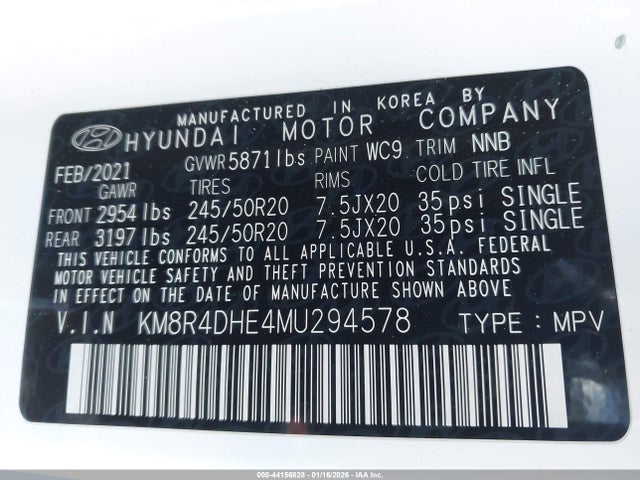 MANUFACTURED IN KOREA BY
HYUNDAI MOTOR COMPANY
FEB/2021 GVWR 5871 lbs PAINT WC9 TRIM NNB
GAWR TIRES RIMS COLD TIRE INFL
FRONT 2954 lbs 245/50R20 7.5JX20 35 psi SINGLE
REAR 3197 lbs 245/50R20 7.5JX20 35 psi SINGLE
THIS VEHICLE CONFORMS TO ALL APPLICABLE U.S.A. FEDERAL
MOTOR VEHICLE SAFETY AND THEFT PREVENTION STANDARDS
IN EFFECT ON THE DATE OF MANUFACTURE SHOWN ABOVE.
V.I.N KM8R4DHE4MU294578 TYPE : MPV
000-44156828 - 01/16/2026 - IAA Inc.